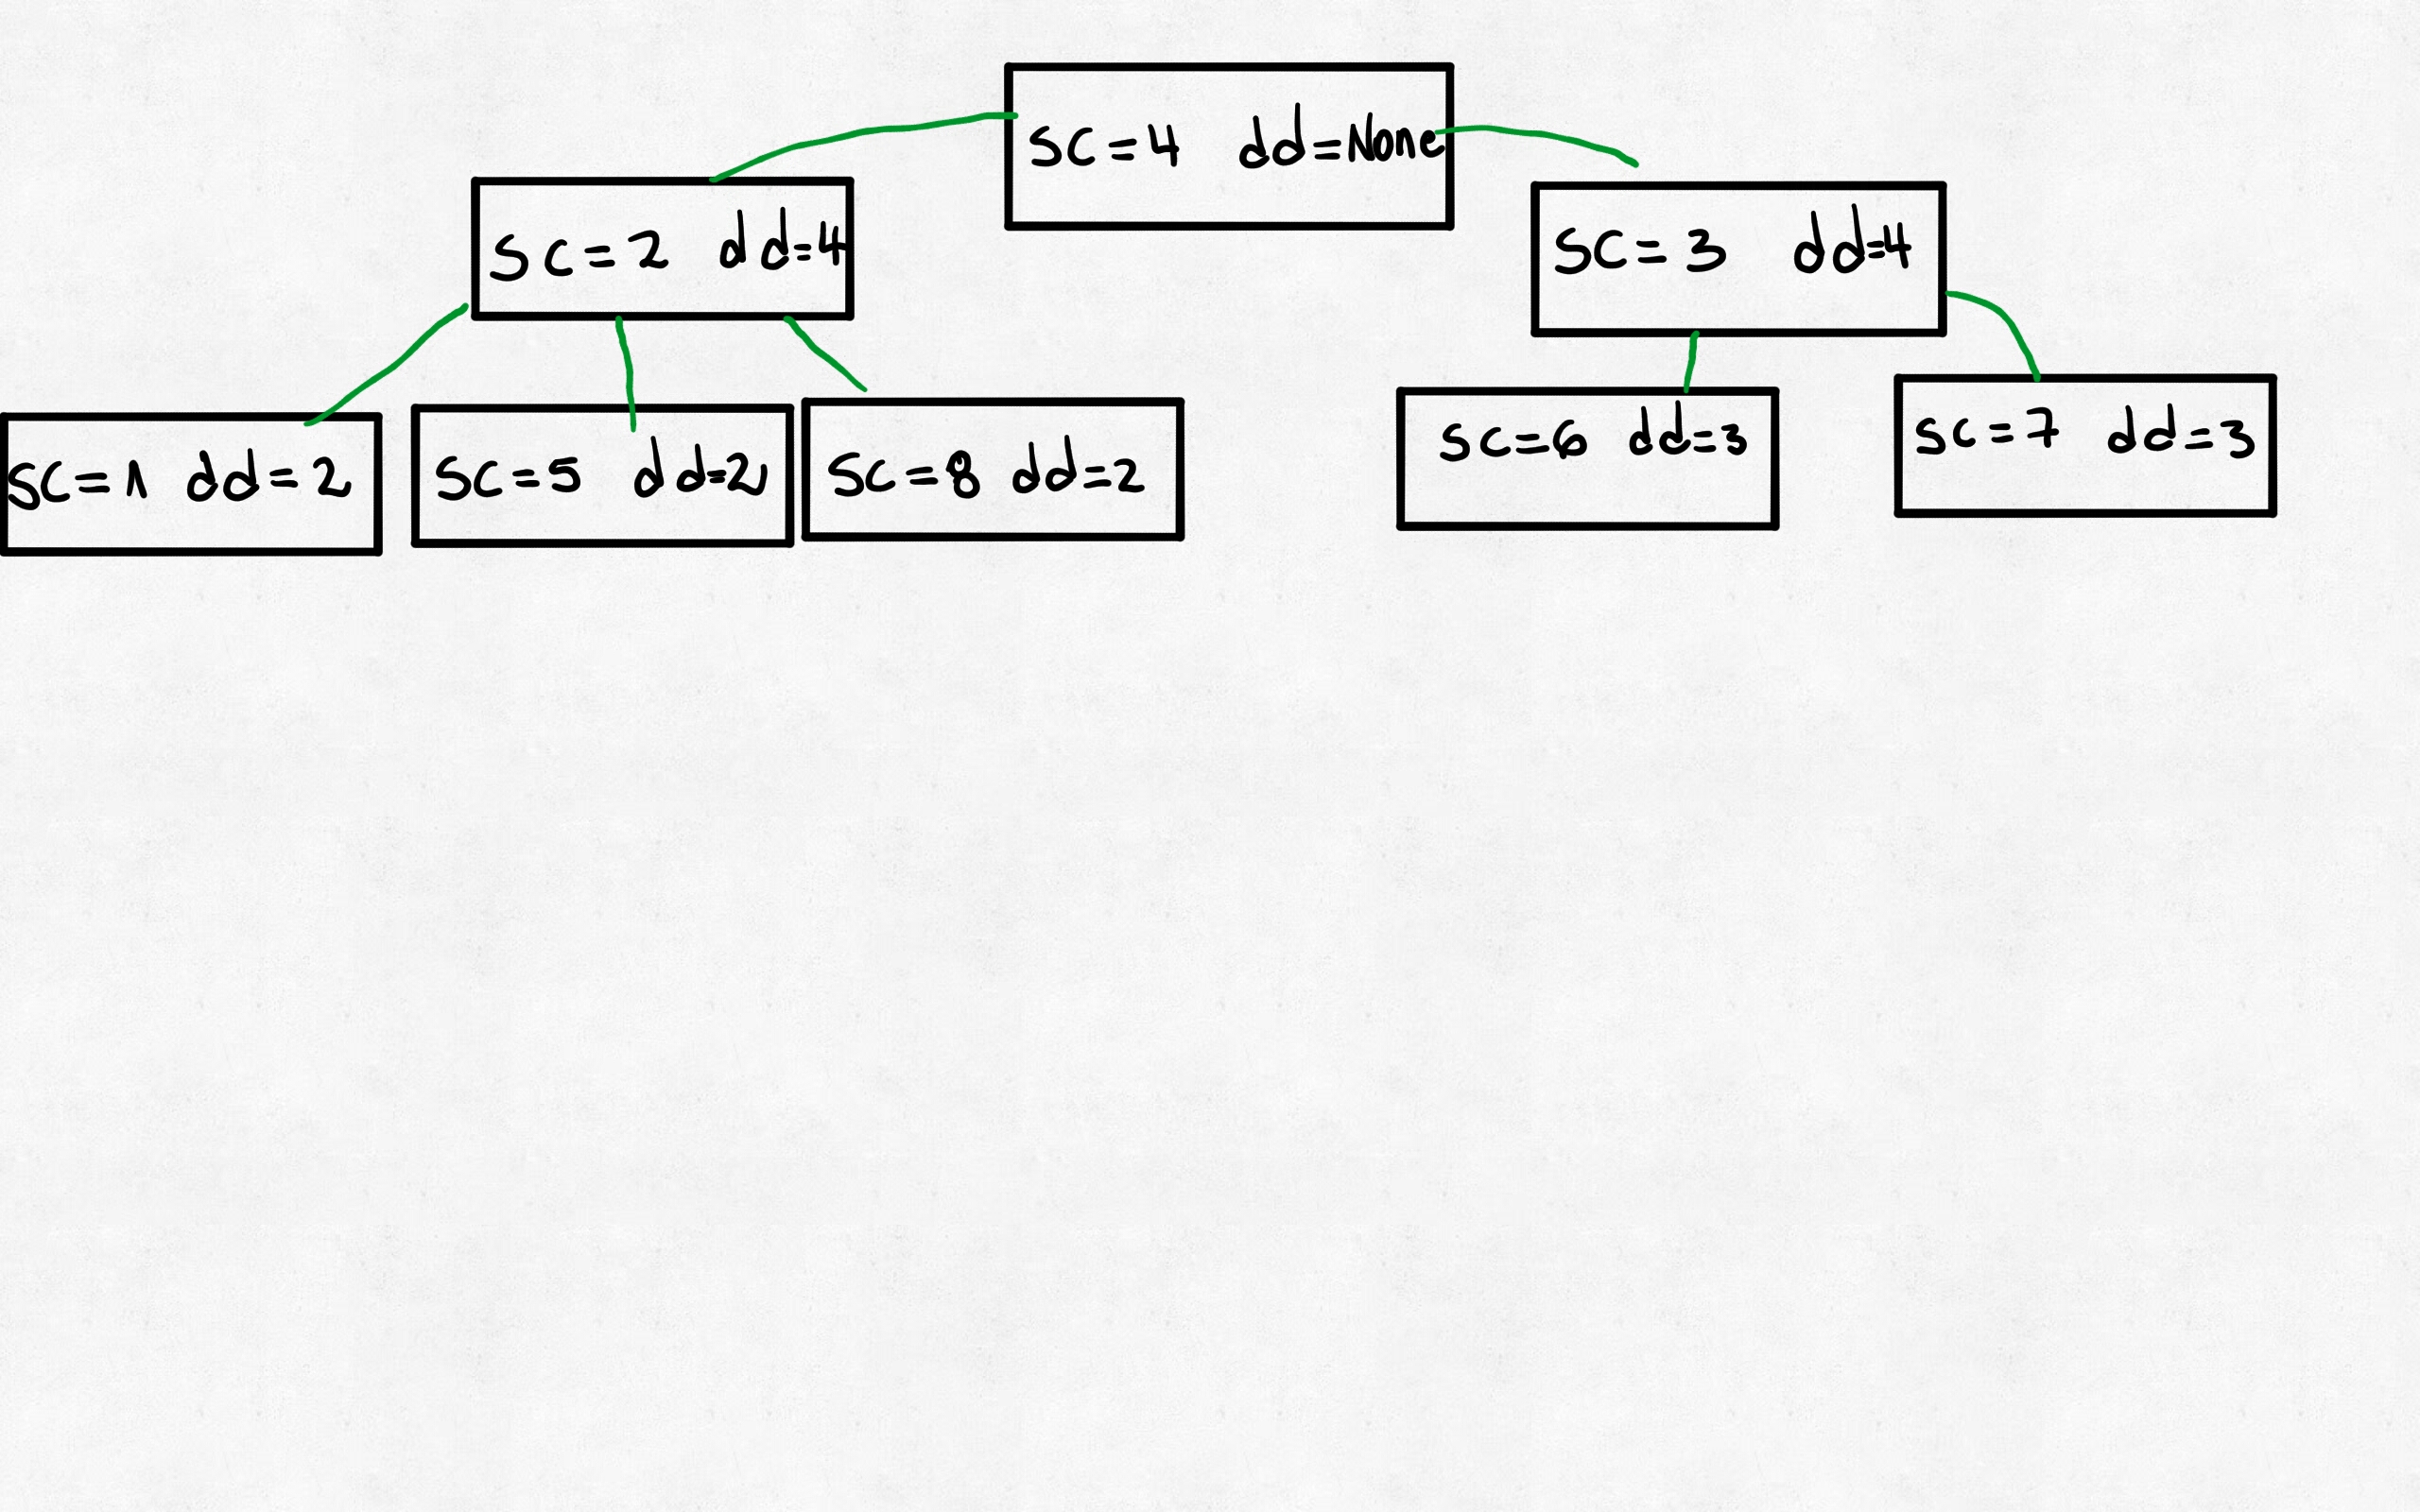 sc=4 dd=None
sc=2 dd=4
sc=3 dd=4
sc=1 dd=2
sc=5 dd=2
sc=8 dd=2
sc=6 dd=3
sc=7 dd=3